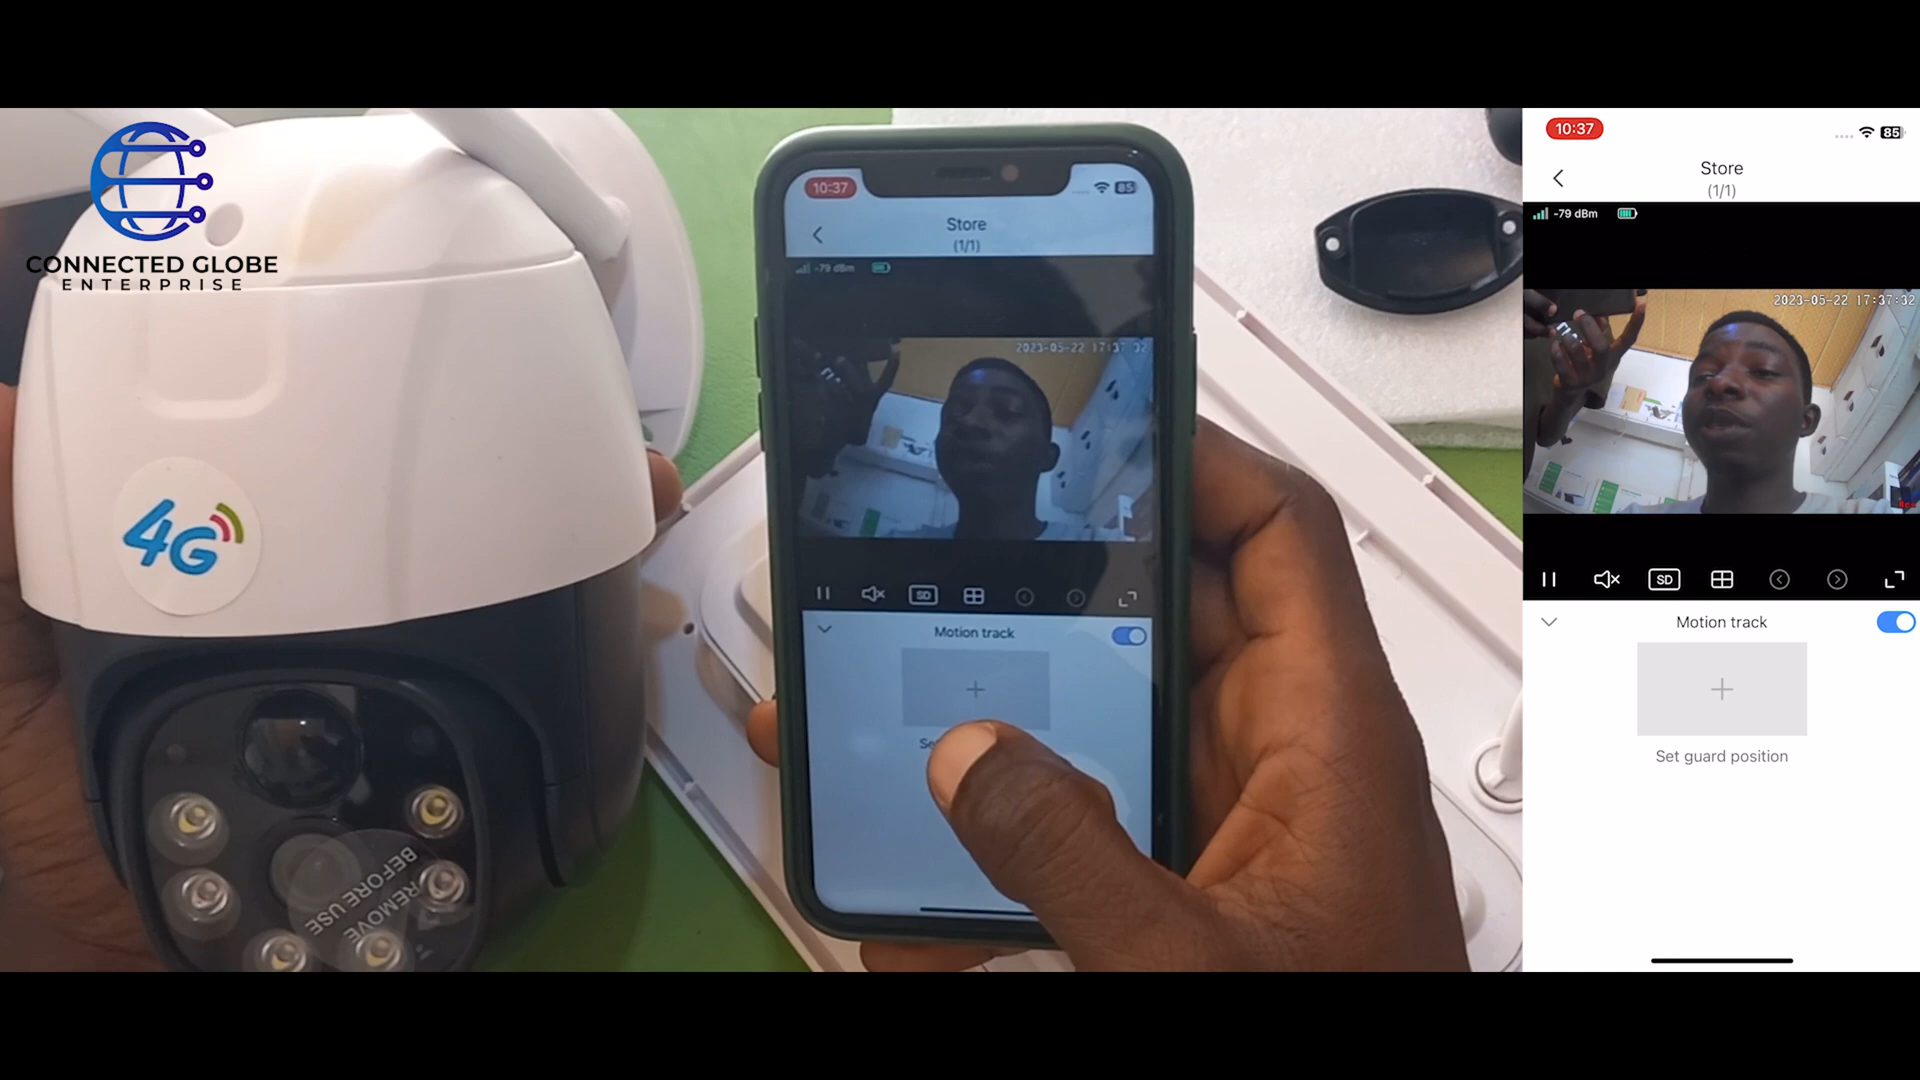 CONNECTED GLOBE
ENTERPRISE
4G
REMOVE
BEFORE USE
10:37
85
Store
(1/1)
-79 dBm
2023-05-22 17:37:32
SD
Motion track
Se
10:37
85
Store
(1/1)
-79 dBm
2023-05-22 17:37:32
SD
Motion track
Set guard position